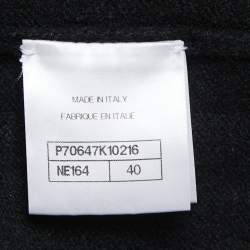 MADE IN ITALY
FABRIQUE EN ITALIE
P70647K10216
NE164 40